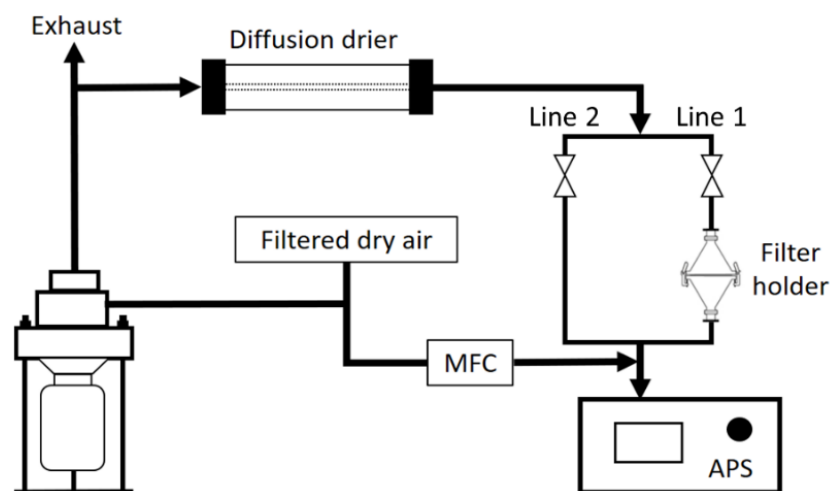 Exhaust
Diffusion drier
Line 2
Line 1
Filtered dry air
Filter
holder
MFC
APS